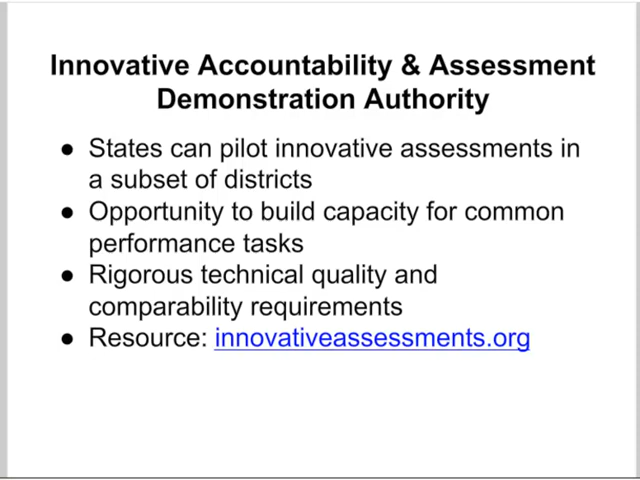 Innovative Accountability & Assessment
Demonstration Authority
● States can pilot innovative assessments in
a subset of districts
● Opportunity to build capacity for common
performance tasks
● Rigorous technical quality and
comparability requirements
● Resource: innovativeassessments.org